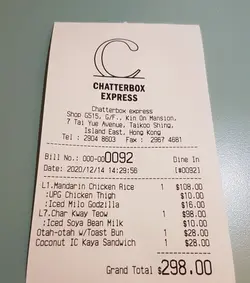 C
CHATTERBOX
EXPRESS
Chatterbox express
Shop G515, G/F., Kin On Mansion,
7 Tai Yue Avenue, Taikoo Shing,
Island East, Hong Kong
Tel : 2904 8603 Fax : 2967 4681
Bill No.: 000-000092 Dine In
Date: 2020/12/14 14:29:56 [#0092]
L1.Mandarin Chicken Rice 1 $108.00
:UPG Chicken Thigh $10.00
:Iced Milo Godzilla $16.00
L7.Char Kway Teow 1 $98.00
:Iced Soya Bean Milk $10.00
Otah-otah w/Toast Bun 1 $28.00
Coconut IC Kaya Sandwich 1 $28.00
Grand Total $298.00